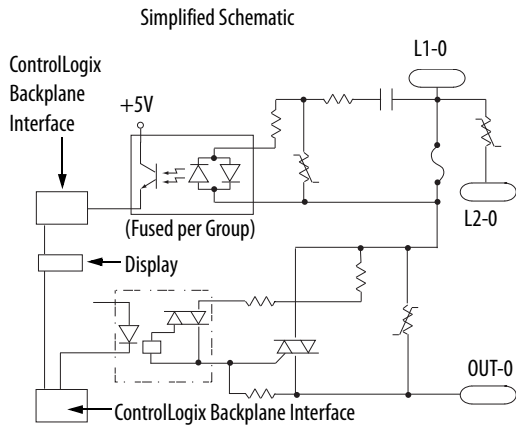 Simplified Schematic
L1-0
ControlLogix
Backplane
Interface
+5V
L2-0
(Fused per Group)
Display
OUT-0
ControlLogix Backplane Interface